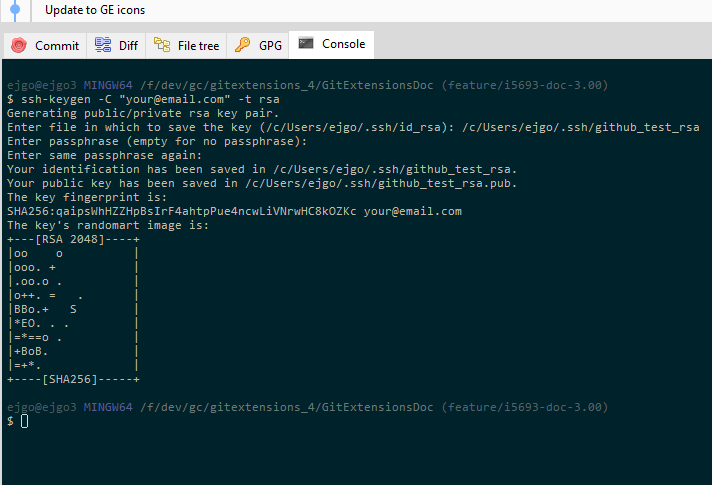 Update to GE icons
Commit Diff File tree GPG Console
ejgo@ejgo3 MINGW64 /f/dev/gc/gitextensions_4/GitExtensionsDoc (feature/i5693-doc-3.00)
$ ssh-keygen -C "your@email.com" -t rsa
Generating public/private rsa key pair.
Enter file in which to save the key (/c/Users/ejgo/.ssh/id_rsa): /c/Users/ejgo/.ssh/github_test_rsa
Enter passphrase (empty for no passphrase):
Enter same passphrase again:
Your identification has been saved in /c/Users/ejgo/.ssh/github_test_rsa.
Your public key has been saved in /c/Users/ejgo/.ssh/github_test_rsa.pub.
The key fingerprint is:
SHA256:qaipsWhHZZHpBsIrF4ahtpPue4ncwLiVNrwHC8kOZKc your@email.com
The key's randomart image is:
+---[RSA 2048]----+
|oo    o          |
|ooo. +           |
|.oo.o .          |
|o++. =   .       |
|BBo.+   S        |
|*EO. . .         |
|=*==o .          |
|+BoB.            |
|=+*.             |
+----[SHA256]-----+
ejgo@ejgo3 MINGW64 /f/dev/gc/gitextensions_4/GitExtensionsDoc (feature/i5693-doc-3.00)
$